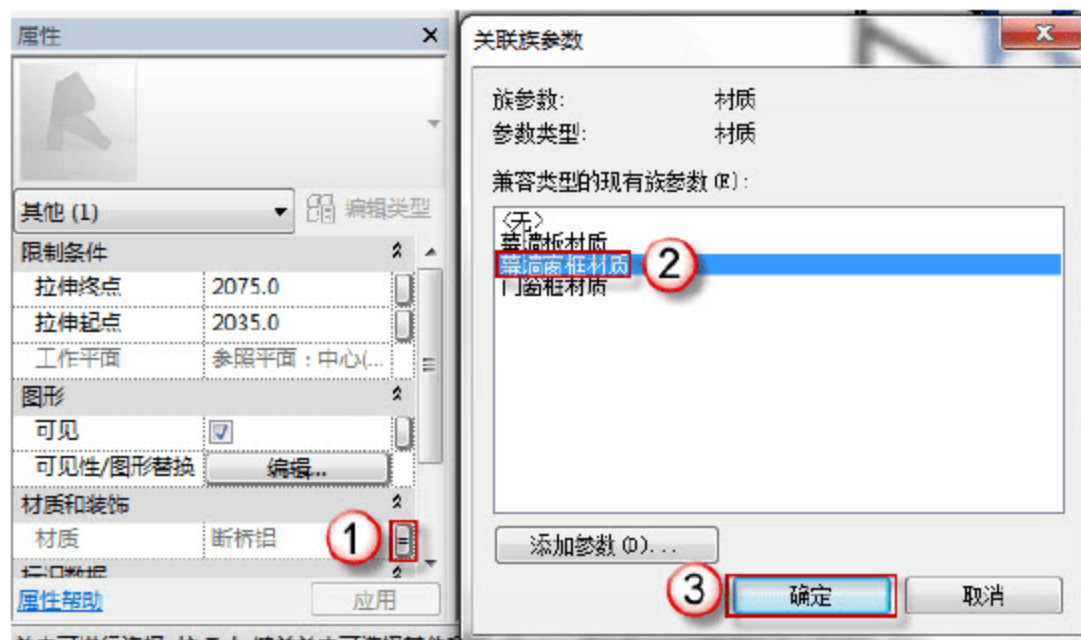 属性
其他 (1)
编辑类型
限制条件
拉伸终点 2075.0
拉伸起点 2035.0
工作平面 参照平面：中心(...
图形
可见
可见性/图形替换 编辑...
材质和装饰
材质 断桥铝 ① =
标识数据
属性帮助 应用
关联族参数
族参数: 材质
参数类型: 材质
兼容类型的现有族参数(E):
<无>
幕墙板材质
幕墙窗框材质 ②
门窗框材质
添加参数(D)...
③ 确定 取消